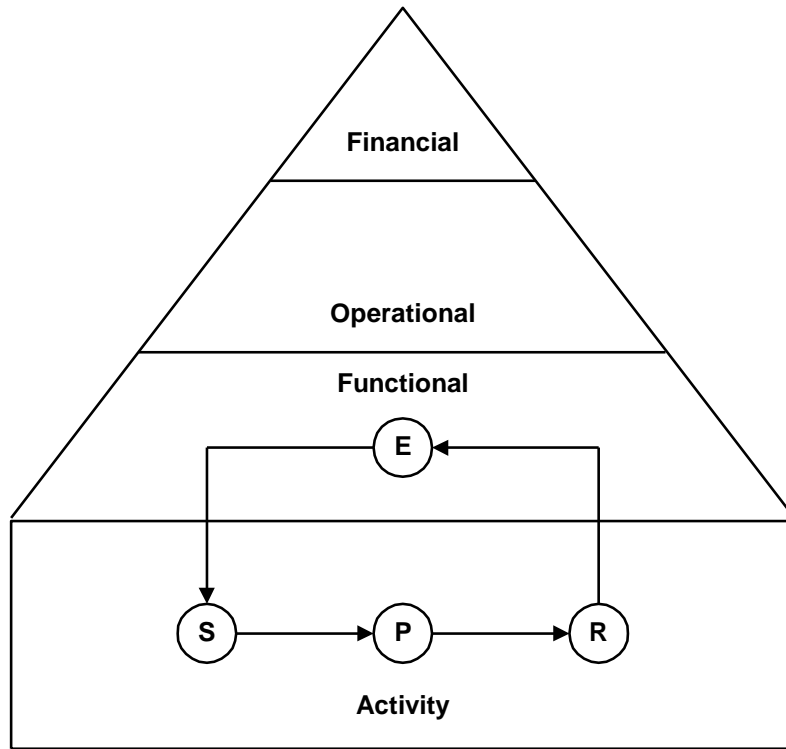 Financial
Operational
Functional
E
S P R
Activity